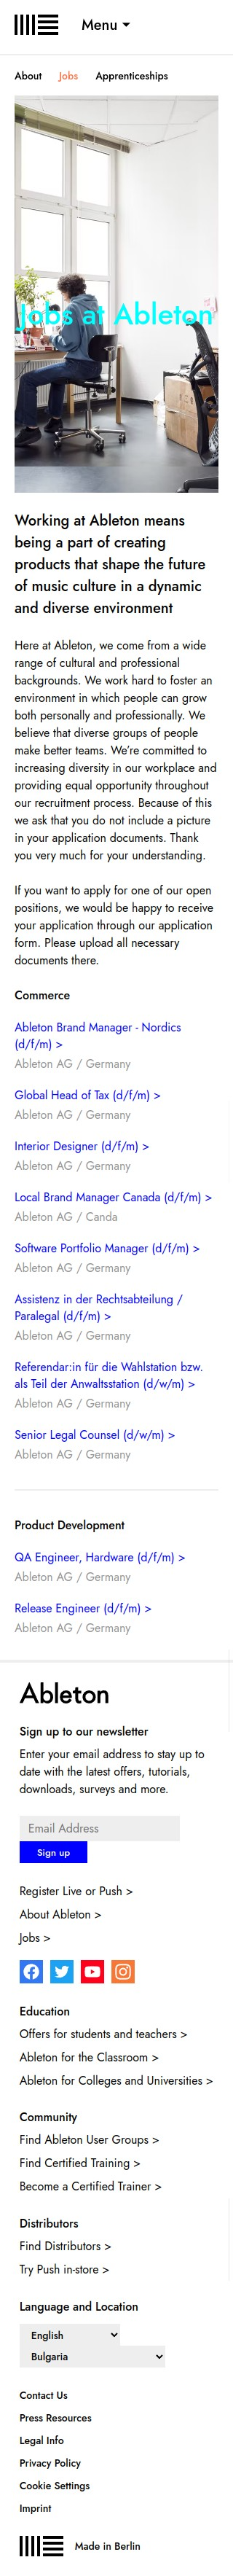 Menu
About Jobs Apprenticeships
Jobs at Ableton
Working at Ableton means
being a part of creating
products that shape the future
of music culture in a dynamic
and diverse environment
Here at Ableton, we come from a wide
range of cultural and professional
backgrounds. We work hard to foster an
environment in which people can grow
both personally and professionally. We
believe that diverse groups of people
make better teams. We’re committed to
increasing diversity in our workplace and
providing equal opportunity throughout
our recruitment process. Because of this
we ask that you do not include a picture
in your application documents. Thank
you very much for your understanding.
If you want to apply for one of our open
positions, we would be happy to receive
your application through our application
form. Please upload all necessary
documents there.
Commerce
Ableton Brand Manager - Nordics
(d/f/m) >
Ableton AG / Germany
Global Head of Tax (d/f/m) >
Ableton AG / Germany
Interior Designer (d/f/m) >
Ableton AG / Germany
Local Brand Manager Canada (d/f/m) >
Ableton AG / Canda
Software Portfolio Manager (d/f/m) >
Ableton AG / Germany
Assistenz in der Rechtsabteilung /
Paralegal (d/f/m) >
Ableton AG / Germany
Referendar:in für die Wahlstation bzw.
als Teil der Anwaltsstation (d/w/m) >
Ableton AG / Germany
Senior Legal Counsel (d/w/m) >
Ableton AG / Germany
Product Development
QA Engineer, Hardware (d/f/m) >
Ableton AG / Germany
Release Engineer (d/f/m) >
Ableton AG / Germany
Ableton
Sign up to our newsletter
Enter your email address to stay up to
date with the latest offers, tutorials,
downloads, surveys and more.
Email Address
Sign up
Register Live or Push >
About Ableton >
Jobs >
Education
Offers for students and teachers >
Ableton for the Classroom >
Ableton for Colleges and Universities >
Community
Find Ableton User Groups >
Find Certified Training >
Become a Certified Trainer >
Distributors
Find Distributors >
Try Push in-store >
Language and Location
English
Bulgaria
Contact Us
Press Resources
Legal Info
Privacy Policy
Cookie Settings
Imprint
Made in Berlin